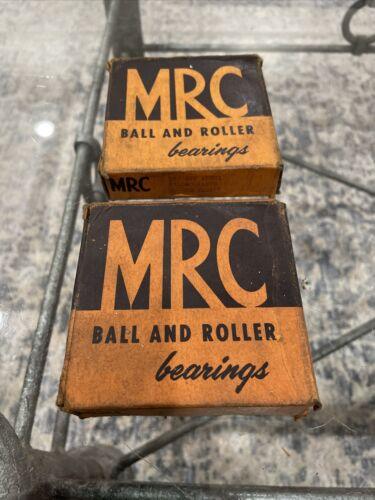 MRC
BALL AND ROLLER
bearings
MRC
MRC
BALL AND ROLLER
bearings